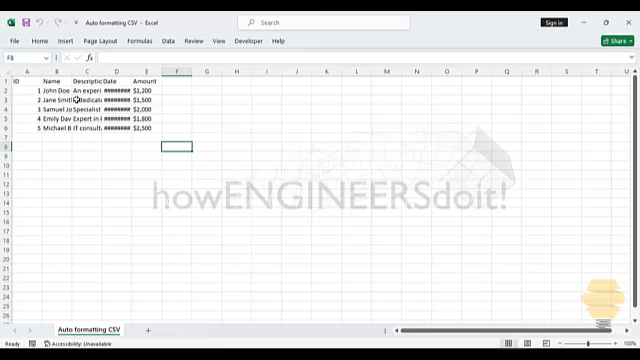 Auto formatting CSV - Excel
Search
Sign in
File Home Insert Page Layout Formulas Data Review View Developer Help
Share
F8 fx
A B C D E F G H I J K L M N O P Q R S T U
1 ID Name Descriptic Date Amount
2 1 John Doe An experi ######## $1,200
3 2 Jane Smitl dedicate ######## $1,500
4 3 Samuel Jo Specialist ######## $2,000
5 4 Emily Dav Expert in ######## $1,800
6 5 Michael B IT consult ######## $2,500
7
8
9
10
11
12
13
14
15
16
17
18
19
20
21
22
23
24
25
26
howENGINEERSdoit!
Auto formatting CSV
Ready Accessibility: Unavailable 100%